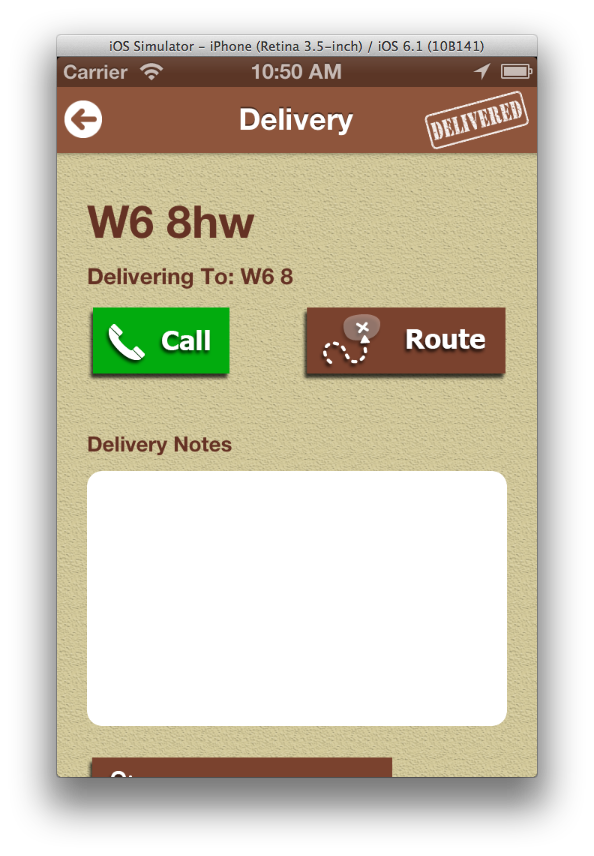 iOS Simulator – iPhone (Retina 3.5-inch) / iOS 6.1 (10B141)
Carrier 10:50 AM
Delivery DELIVERED
W6 8hw
Delivering To: W6 8
Call Route
Delivery Notes